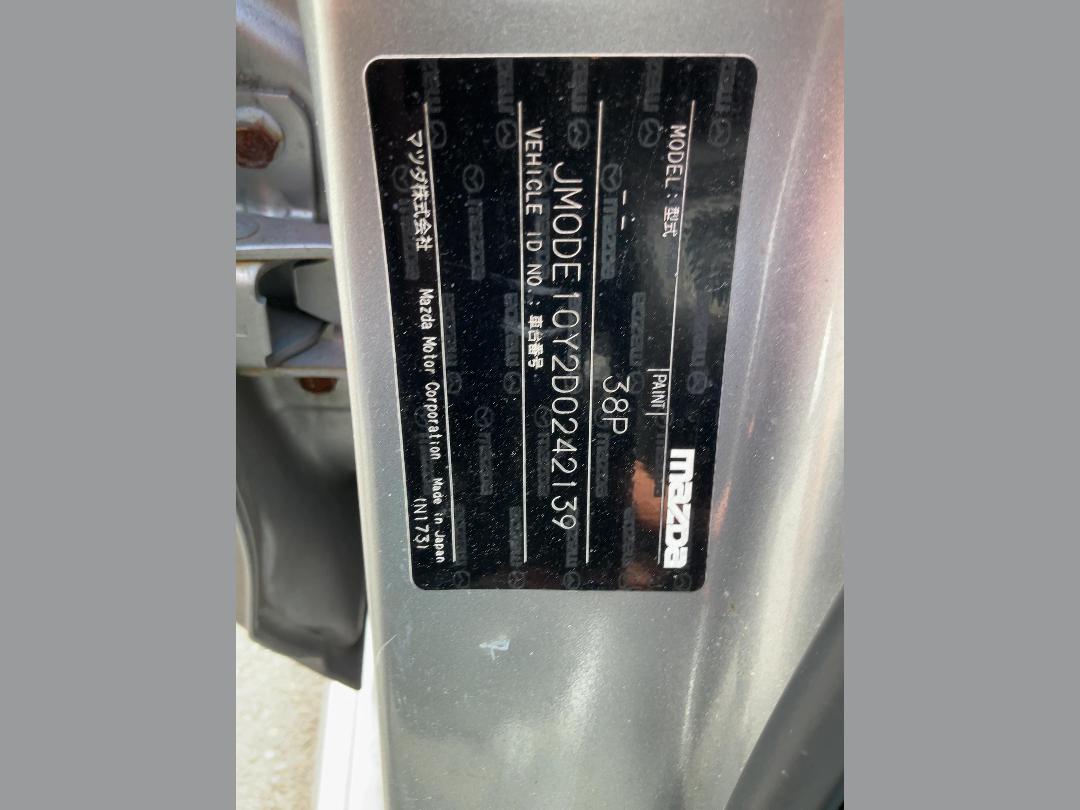 mazda
MODEL : 型式
PAINT
--
38P
VEHICLE ID NO. : 車台番号
JM0DE10Y2D0242139
マツダ株式会社 Mazda Motor Corporation Made in Japan
(N173)